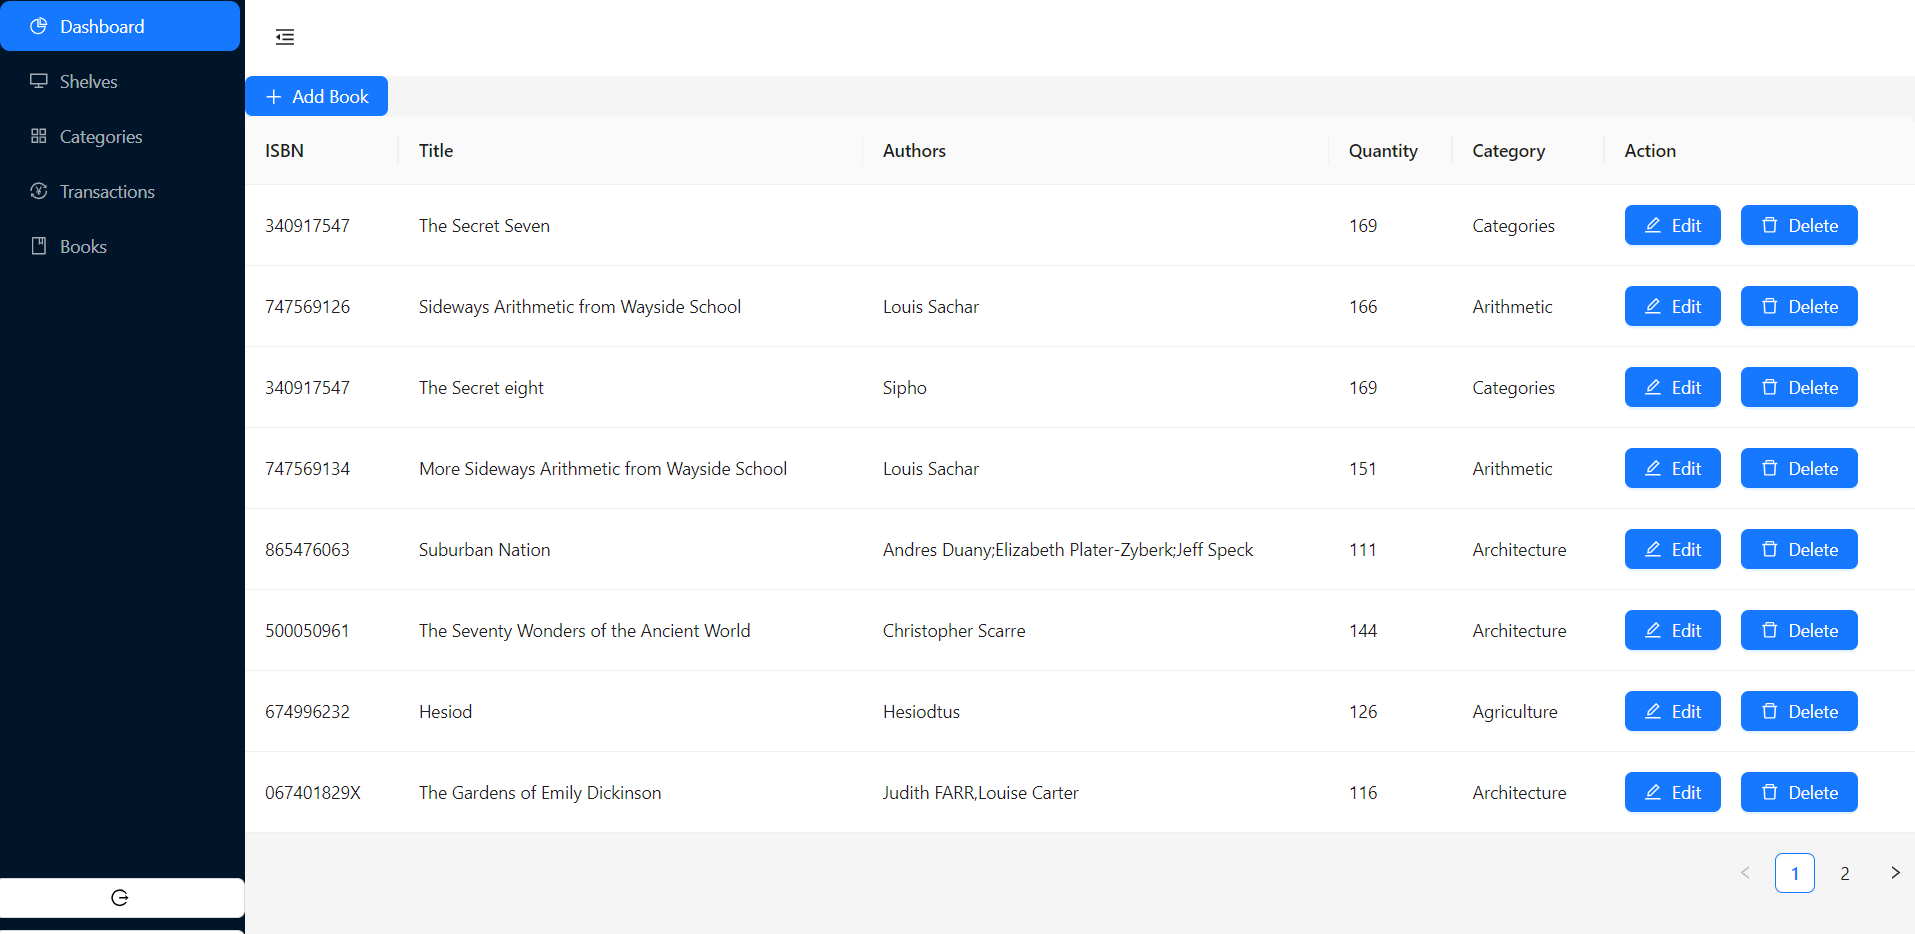 Dashboard
Shelves
Categories
Transactions
Books
Add Book
ISBN Title Authors Quantity Category Action
340917547 The Secret Seven 169 Categories Edit Delete
747569126 Sideways Arithmetic from Wayside School Louis Sachar 166 Arithmetic Edit Delete
340917547 The Secret eight Sipho 169 Categories Edit Delete
747569134 More Sideways Arithmetic from Wayside School Louis Sachar 151 Arithmetic Edit Delete
865476063 Suburban Nation Andres Duany;Elizabeth Plater-Zyberk;Jeff Speck 111 Architecture Edit Delete
500050961 The Seventy Wonders of the Ancient World Christopher Scarre 144 Architecture Edit Delete
674996232 Hesiod Hesiodtus 126 Agriculture Edit Delete
067401829X The Gardens of Emily Dickinson Judith FARR,Louise Carter 116 Architecture Edit Delete
1 2